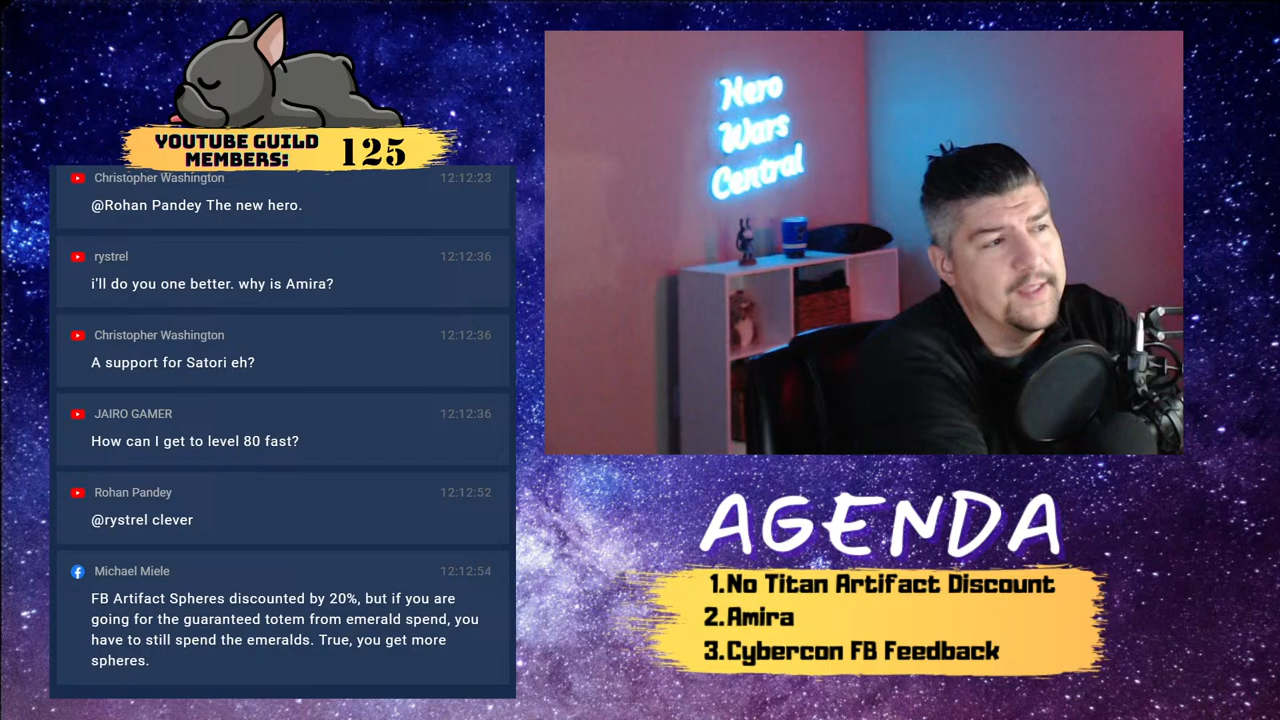 YOUTUBE GUILD
MEMBERS:
125
Christopher Washington 12:12:23
@Rohan Pandey The new hero.
rystrel 12:12:36
i'll do you one better. why is Amira?
Christopher Washington 12:12:36
A support for Satori eh?
JAIRO GAMER 12:12:36
How can I get to level 80 fast?
Rohan Pandey 12:12:52
@rystrel clever
Michael Miele 12:12:54
FB Artifact Spheres discounted by 20%, but if you are
going for the guaranteed totem from emerald spend, you
have to still spend the emeralds. True, you get more
spheres.
Hero
Wars
Central
AGENDA
1.No Titan Artifact Discount
2.Amira
3.Cybercon FB Feedback